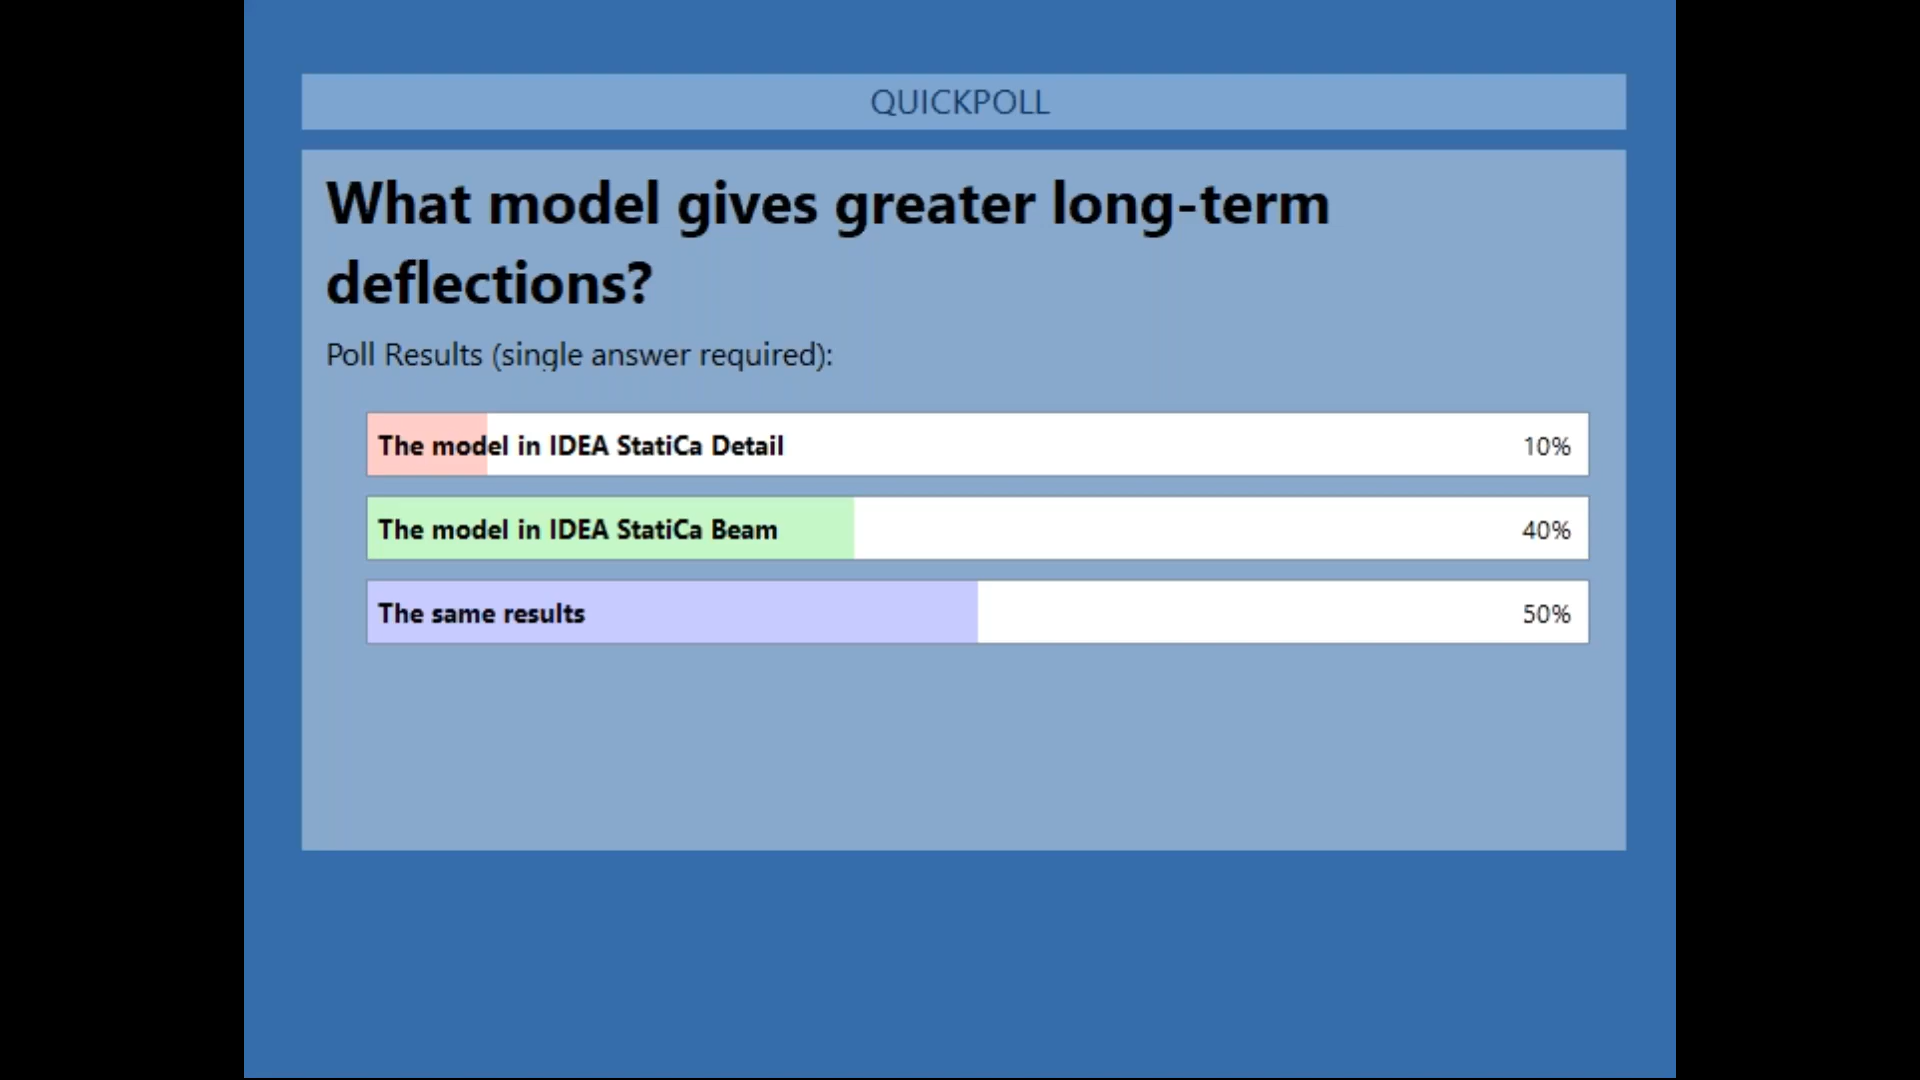 QUICKPOLL
What model gives greater long-term
deflections?
Poll Results (single answer required):
The model in IDEA StatiCa Detail 10%
The model in IDEA StatiCa Beam 40%
The same results 50%